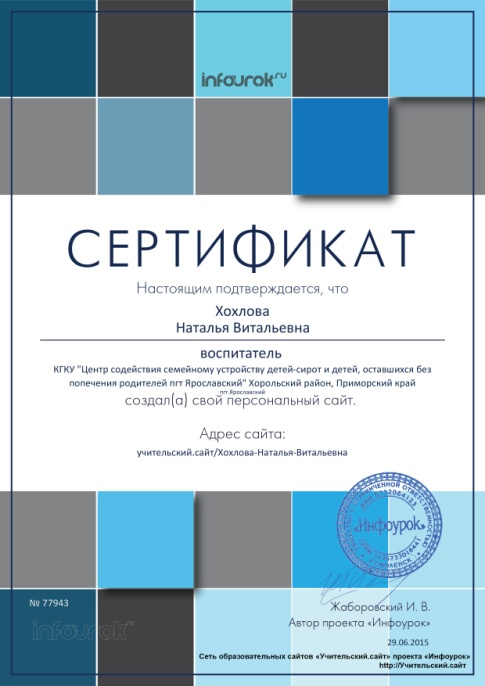 infourok.ru
СЕРТИФИКАТ
Настоящим подтверждается, что
Хохлова
Наталья Витальевна
воспитатель
КГКУ "Центр содействия семейному устройству детей-сирот и детей, оставшихся без
попечения родителей пгт Ярославский" Хорольский район, Приморский край
пгт.Ярославский
создал(а) свой персональный сайт.
Адрес сайта:
учительский.сайт/Хохлова-Наталья-Витальевна
«Инфоурок»
№ 77943
infourok
Жаборовский И. В.
Автор проекта «Инфоурок»
29.06.2015
Сеть образовательных сайтов «Учительский.сайт» проекта «Инфоурок»
http://Учительский.сайт